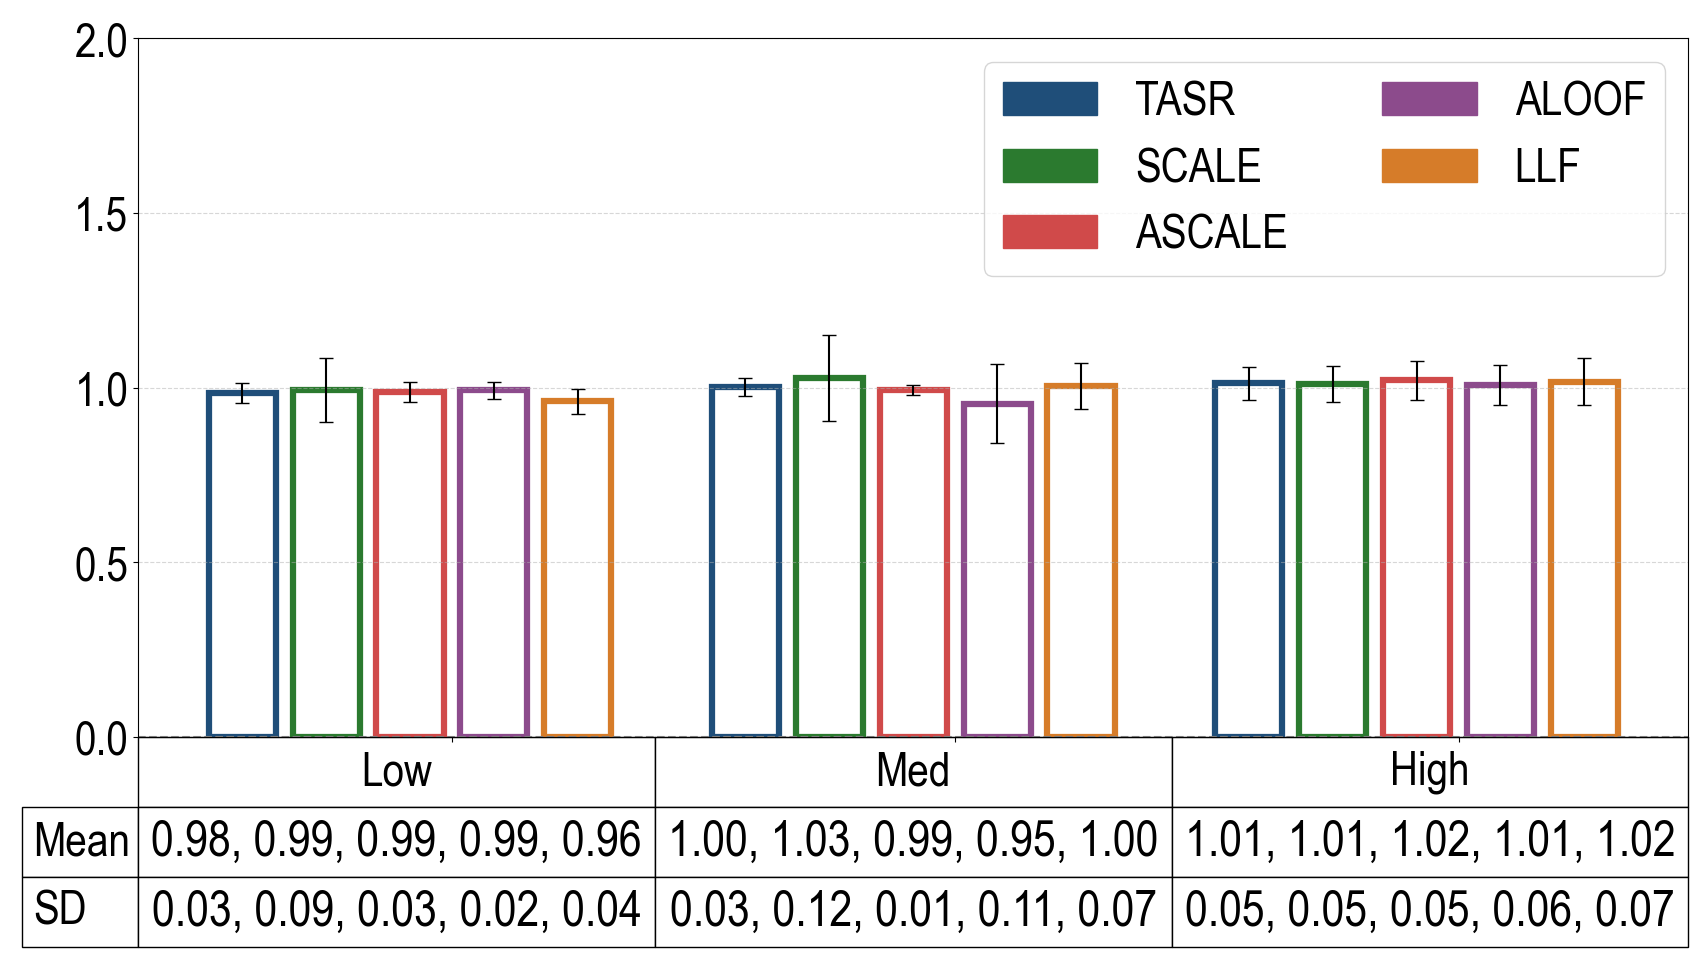 2.0
1.5
1.0
0.5
0.0
TASR
SCALE
ASCALE
ALOOF
LLF
Low Med High
Mean 0.98, 0.99, 0.99, 0.99, 0.96 1.00, 1.03, 0.99, 0.95, 1.00 1.01, 1.01, 1.02, 1.01, 1.02
SD 0.03, 0.09, 0.03, 0.02, 0.04 0.03, 0.12, 0.01, 0.11, 0.07 0.05, 0.05, 0.05, 0.06, 0.07